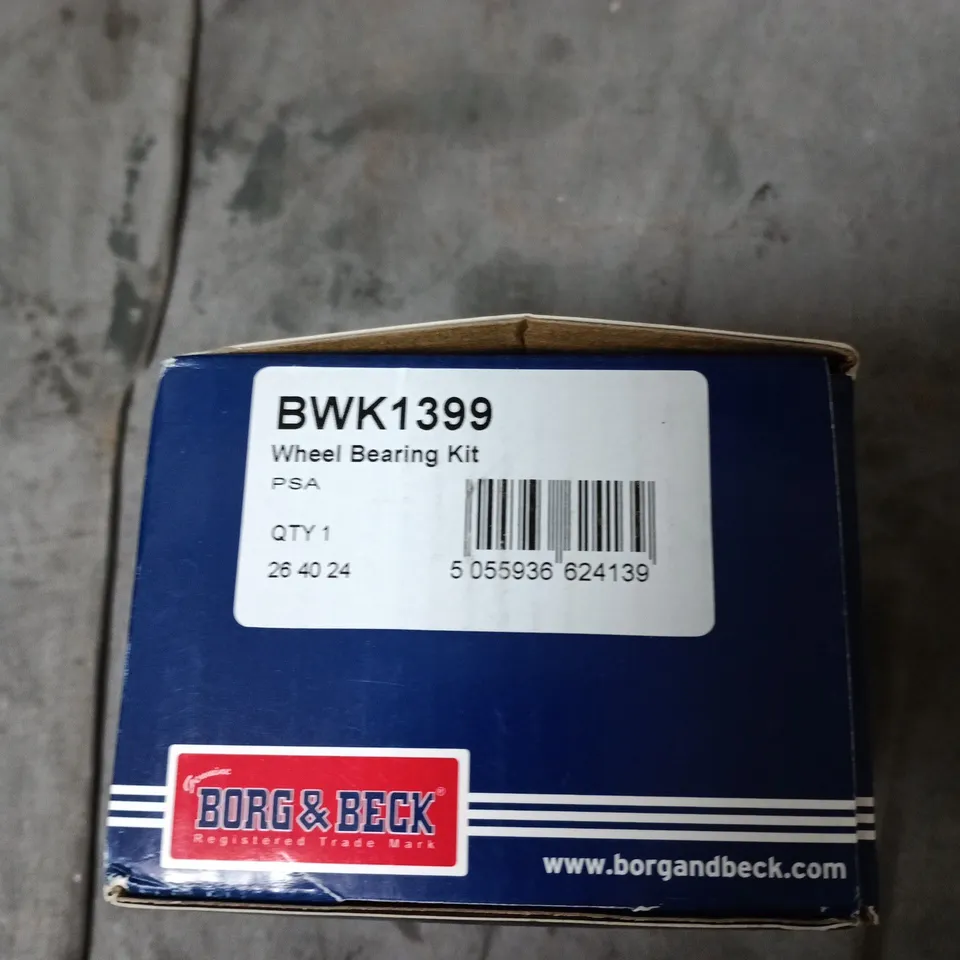 BWK1399
Wheel Bearing Kit
PSA
QTY 1
26 40 24
5 055936 624139
Genuine
BORG & BECK®
Registered Trade Mark
www.borgandbeck.com